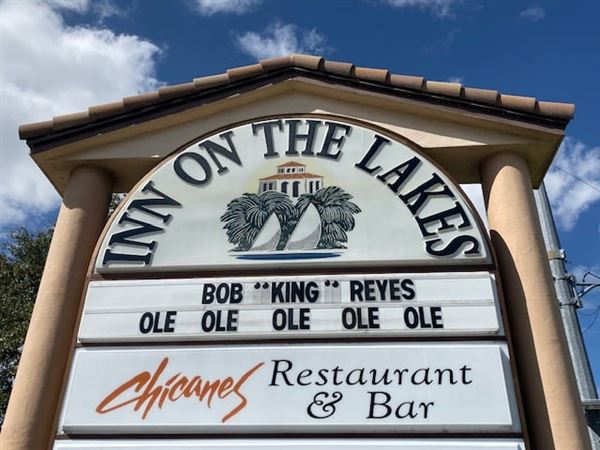 INN ON THE LAKES
BOB "KING" REYES
OLE OLE OLE OLE OLE
Chicanes Restaurant
& Bar